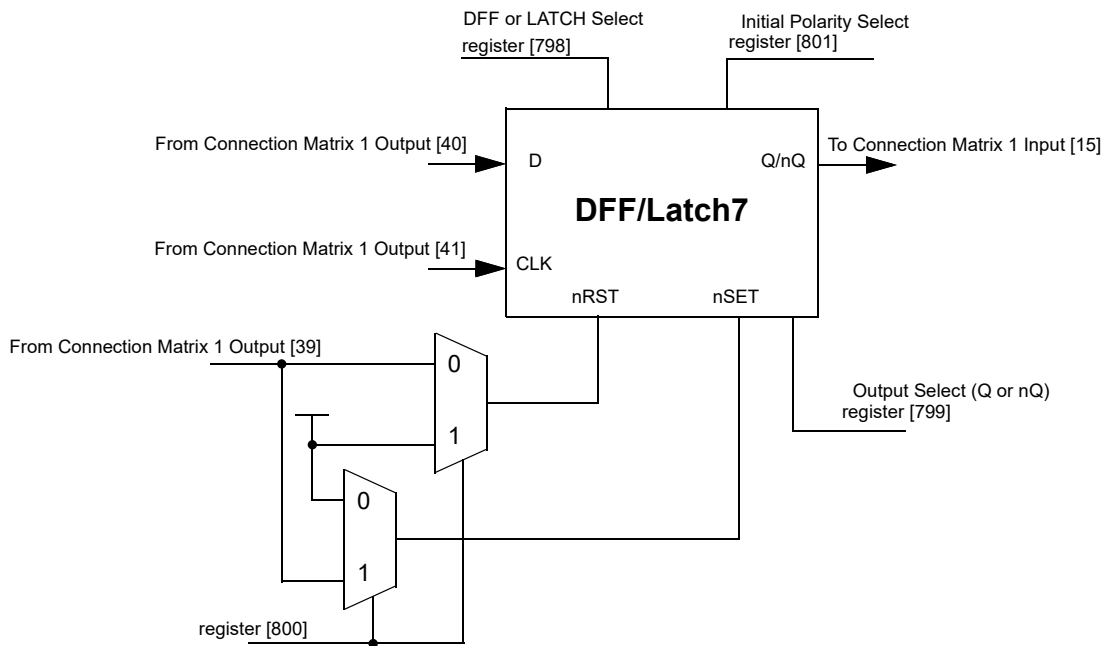 DFF or LATCH Select
register [798]
Initial Polarity Select
register [801]
From Connection Matrix 1 Output [40]
D
Q/nQ
To Connection Matrix 1 Input [15]
DFF/Latch7
From Connection Matrix 1 Output [41]
CLK
nRST
nSET
From Connection Matrix 1 Output [39]
0
1
Output Select (Q or nQ)
register [799]
0
1
register [800]